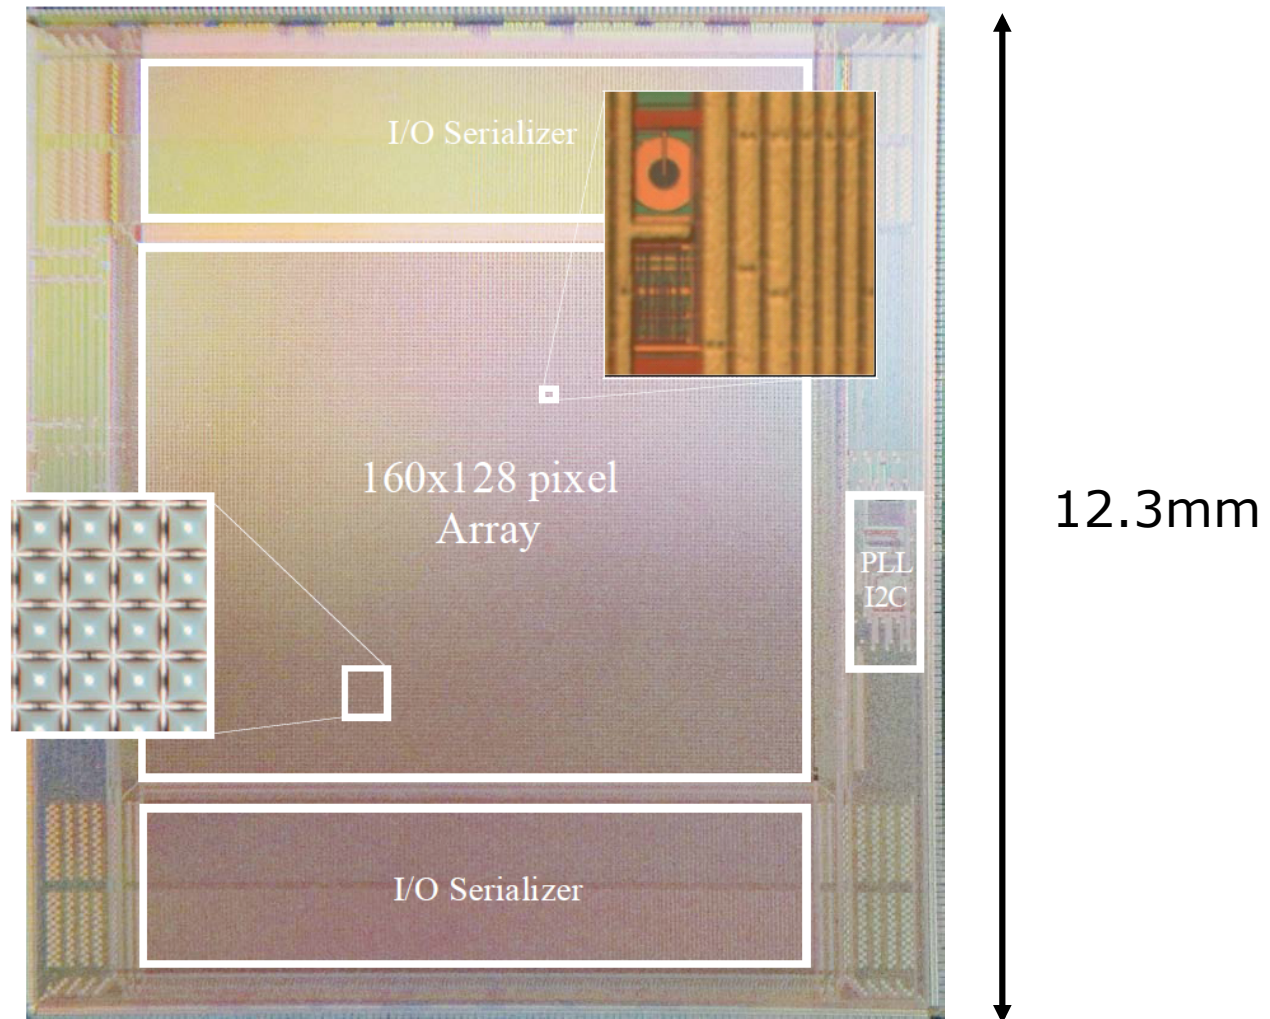 I/O Serializer
160x128 pixel
Array
12.3mm
PLL
I2C
I/O Serializer